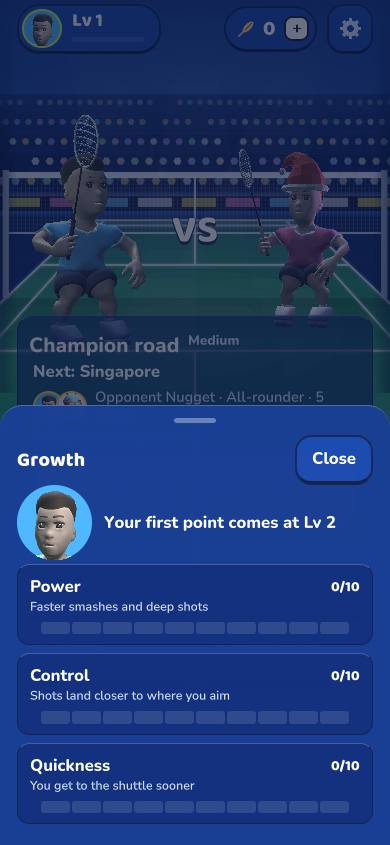 Lv 1
0
+
VS
Champion road Medium
Next: Singapore
Opponent Nugget · All-rounder · 5
Growth
Close
Your first point comes at Lv 2
Power 0/10
Faster smashes and deep shots
Control 0/10
Shots land closer to where you aim
Quickness 0/10
You get to the shuttle sooner